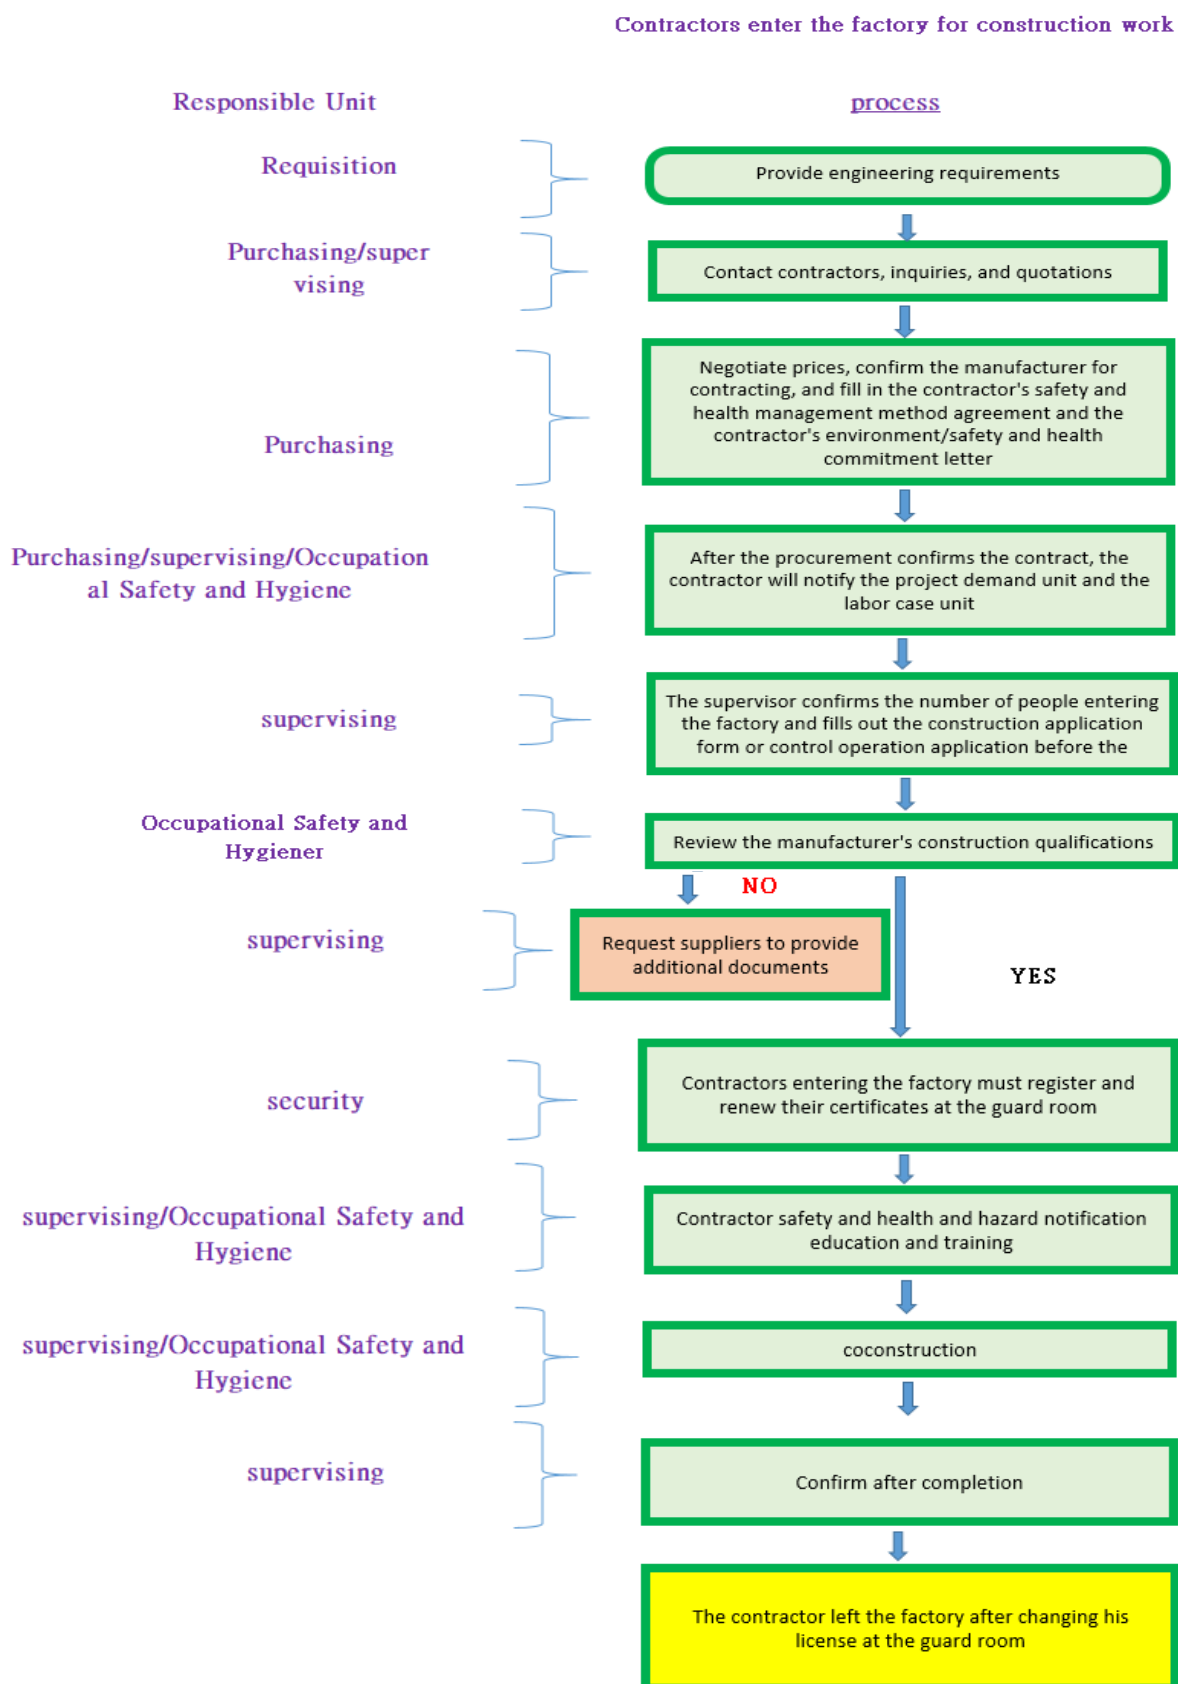 Contractors enter the factory for construction work
Responsible Unit
process
Requisition
Provide engineering requirements
Purchasing/super
vising
Contact contractors, inquiries, and quotations
Purchasing
Negotiate prices, confirm the manufacturer for
contracting, and fill in the contractor's safety and
health management method agreement and the
contractor's environment/safety and health
commitment letter
Purchasing/supervising/Occupation
al Safety and Hygiene
After the procurement confirms the contract, the
contractor will notify the project demand unit and the
labor case unit
supervising
The supervisor confirms the number of people entering
the factory and fills out the construction application
form or control operation application before the
Occupational Safety and
Hygiener
Review the manufacturer's construction qualifications
NO
supervising
Request suppliers to provide
additional documents
YES
security
Contractors entering the factory must register and
renew their certificates at the guard room
supervising/Occupational Safety and
Hygiene
Contractor safety and health and hazard notification
education and training
supervising/Occupational Safety and
Hygiene
coconstruction
supervising
Confirm after completion
The contractor left the factory after changing his
license at the guard room